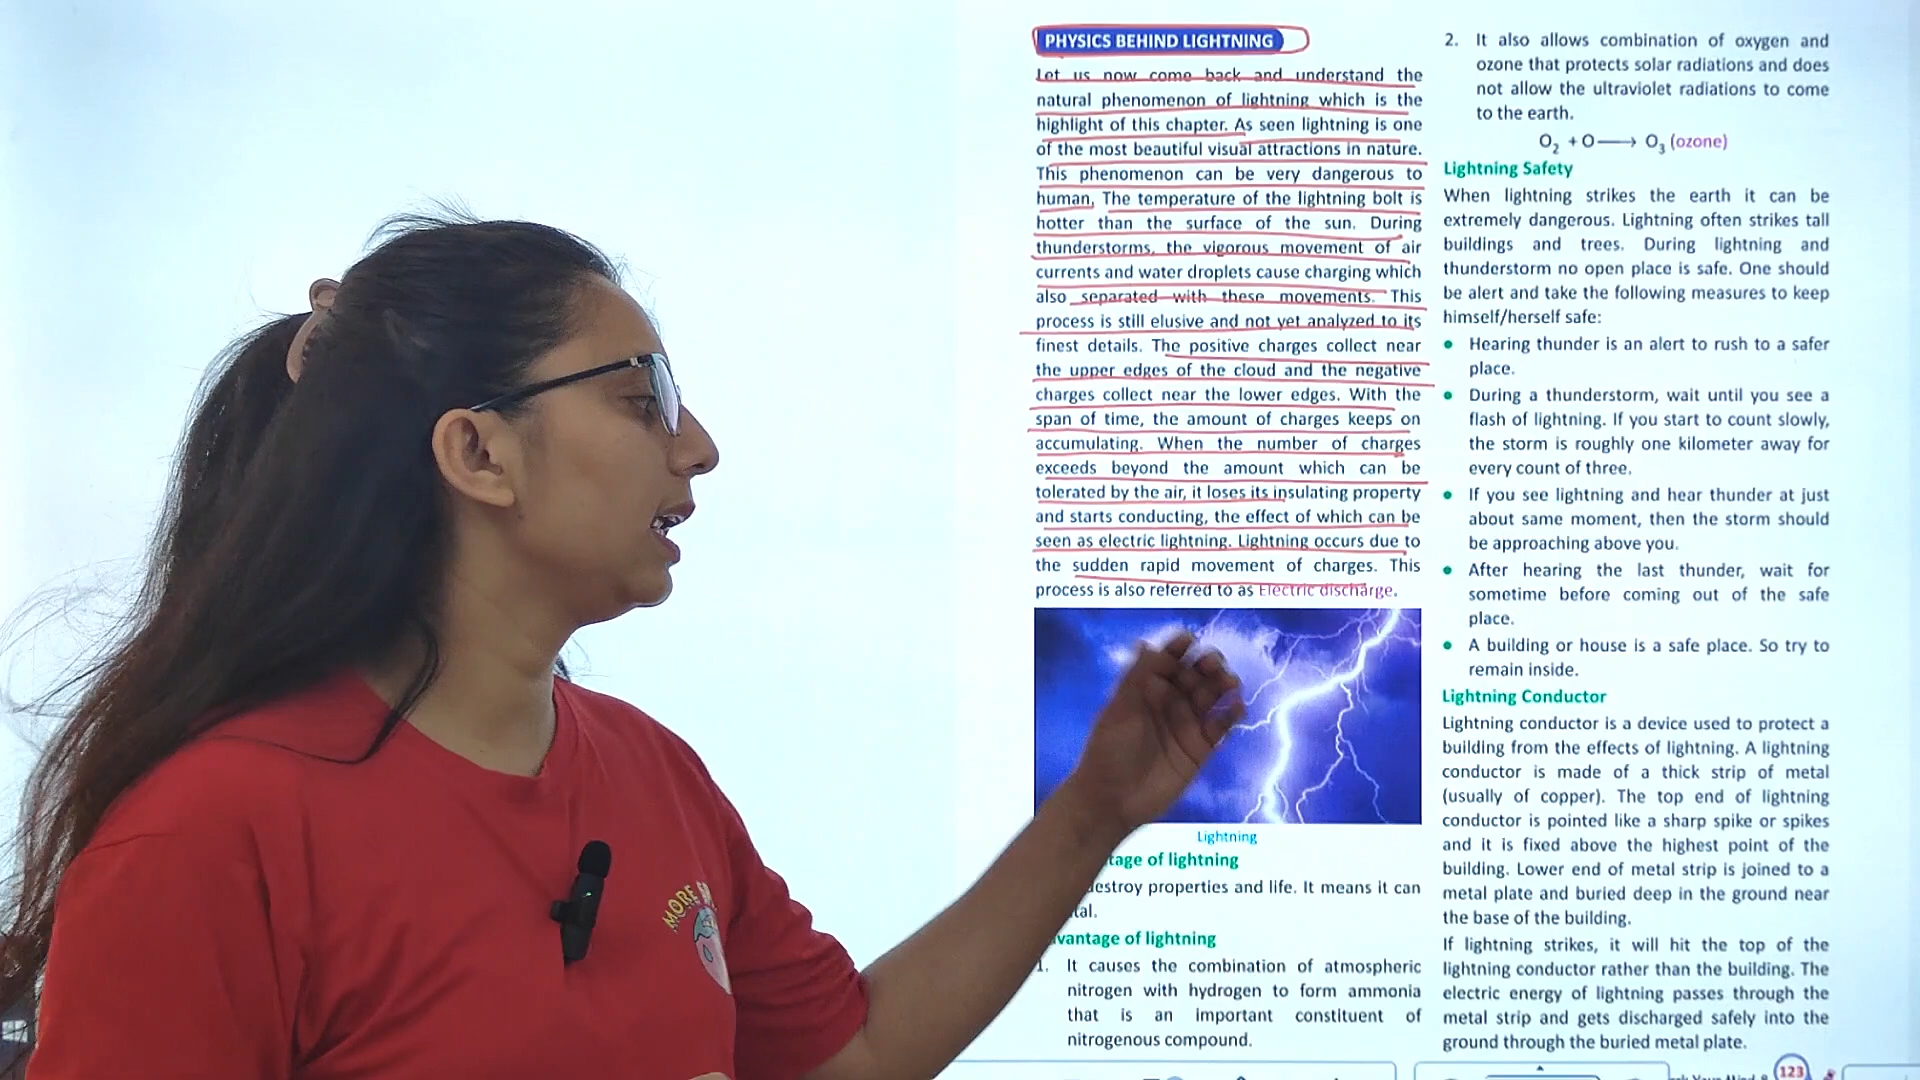 PHYSICS BEHIND LIGHTNING
Let us now come back and understand the
natural phenomenon of lightning which is the
highlight of this chapter. As seen lightning is one
of the most beautiful visual attractions in nature.
This phenomenon can be very dangerous to
human. The temperature of the lightning bolt is
hotter than the surface of the sun. During
thunderstorms, the vigorous movement of air
currents and water droplets cause charging which
also separated with these movements. This
process is still elusive and not yet analyzed to its
finest details. The positive charges collect near
the upper edges of the cloud and the negative
charges collect near the lower edges. With the
span of time, the amount of charges keeps on
accumulating. When the number of charges
exceeds beyond the amount which can be
tolerated by the air, it loses its insulating property
and starts conducting, the effect of which can be
seen as electric lightning. Lightning occurs due to
the sudden rapid movement of charges. This
process is also referred to as Electric discharge.
Lightning
tage of lightning
estroy properties and life. It means it can
tal.
vantage of lightning
1. It causes the combination of atmospheric
nitrogen with hydrogen to form ammonia
that is an important constituent of
nitrogenous compound.
2. It also allows combination of oxygen and
ozone that protects solar radiations and does
not allow the ultraviolet radiations to come
to the earth.
O₂ + O ⟶ O₃ (ozone)
Lightning Safety
When lightning strikes the earth it can be
extremely dangerous. Lightning often strikes tall
buildings and trees. During lightning and
thunderstorm no open place is safe. One should
be alert and take the following measures to keep
himself/herself safe:
• Hearing thunder is an alert to rush to a safer
place.
• During a thunderstorm, wait until you see a
flash of lightning. If you start to count slowly,
the storm is roughly one kilometer away for
every count of three.
• If you see lightning and hear thunder at just
about same moment, then the storm should
be approaching above you.
• After hearing the last thunder, wait for
sometime before coming out of the safe
place.
• A building or house is a safe place. So try to
remain inside.
Lightning Conductor
Lightning conductor is a device used to protect a
building from the effects of lightning. A lightning
conductor is made of a thick strip of metal
(usually of copper). The top end of lightning
conductor is pointed like a sharp spike or spikes
and it is fixed above the highest point of the
building. Lower end of metal strip is joined to a
metal plate and buried deep in the ground near
the base of the building.
If lightning strikes, it will hit the top of the
lightning conductor rather than the building. The
electric energy of lightning passes through the
metal strip and gets discharged safely into the
ground through the buried metal plate.
123
MORE